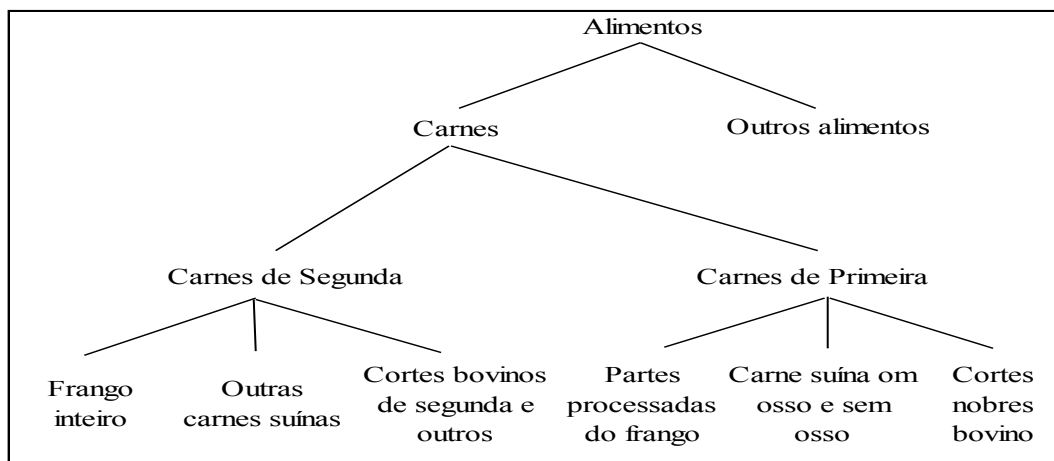 Alimentos
Carnes
Outros alimentos
Carnes de Segunda
Carnes de Primeira
Frango
inteiro
Outras
carnes suínas
Cortes bovinos
de segunda e
outros
Partes
processadas
do frango
Carne suína om
osso e sem
osso
Cortes
nobres
bovino